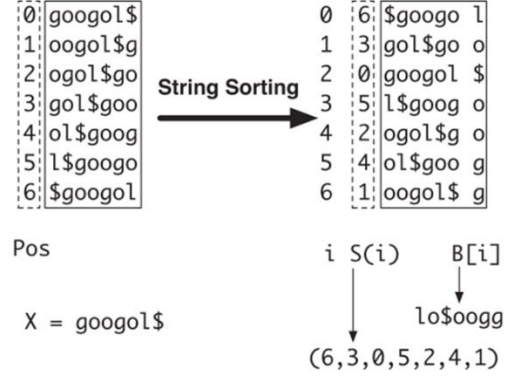 0 googol$
1 oogol$g
2 ogol$go
3 gol$goo
4 ol$goog
5 l$googo
6 $googol
String Sorting
0 6 $googo l
1 3 gol$go o
2 0 googol $
3 5 l$goog o
4 2 ogol$g o
5 4 ol$goo g
6 1 oogol$ g
Pos
i S(i) B[i]
X = googol$
lo$oogg
(6,3,0,5,2,4,1)